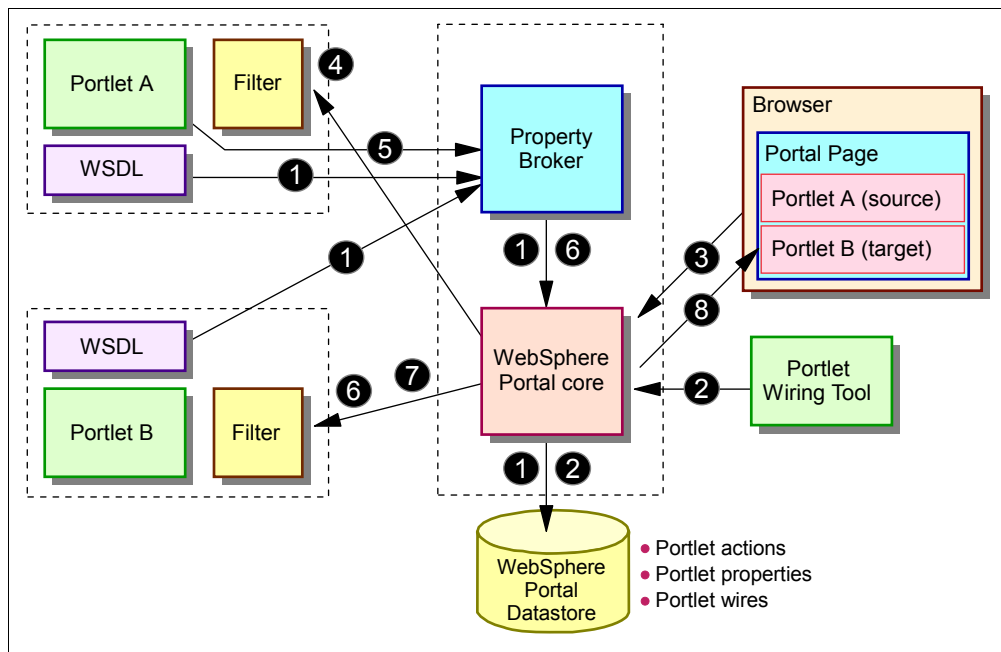 Portlet A
Filter
4
WSDL
5
1
1
Property
Broker
1
6
Browser
Portal Page
Portlet A (source)
Portlet B (target)
3
8
WSDL
Portlet B
Filter
6
7
WebSphere
Portal core
2
Portlet
Wiring Tool
1
2
WebSphere
Portal
Datastore
Portlet actions
Portlet properties
Portlet wires